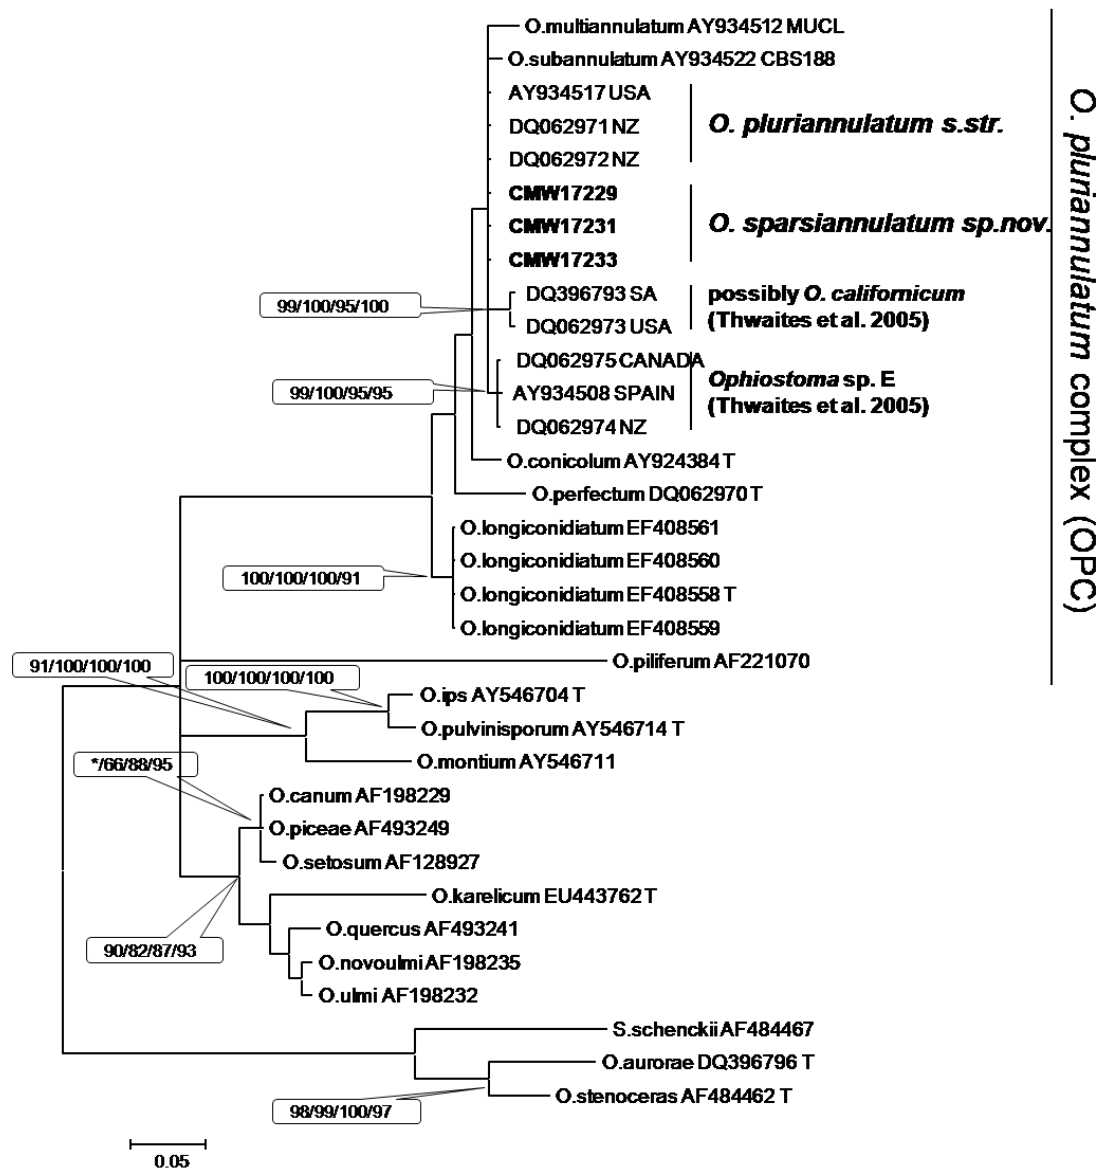 O.multiannulatum AY934512 MUCL
O.subannulatum AY934522 CBS188
AY934517 USA
DQ062971 NZ
DQ062972 NZ
O. pluriannulatum s.str.
CMW17229
CMW17231
CMW17233
O. sparsiannulatum sp.nov.
99/100/95/100
DQ396793 SA
DQ062973 USA
possibly O. californicum
(Thwaites et al. 2005)
99/100/95/95
DQ062975 CANADA
AY934508 SPAIN
DQ062974 NZ
Ophiostoma sp. E
(Thwaites et al. 2005)
O. pluriannulatum complex (OPC)
O.conicolum AY924384 T
O.perfectum DQ062970 T
O.longiconidiatum EF408561
O.longiconidiatum EF408560
100/100/100/91
O.longiconidiatum EF408558 T
O.longiconidiatum EF408559
O.piliferum AF221070
91/100/100/100
100/100/100/100
O.ips AY546704 T
O.pulvinisporum AY546714 T
O.montium AY546711
*/66/88/95
O.canum AF198229
O.piceae AF493249
O.setosum AF128927
O.karelicum EU443762 T
O.quercus AF493241
90/82/87/93
O.novoulmi AF198235
O.ulmi AF198232
S.schenckii AF484467
O.aurorae DQ396796 T
O.stenoceras AF484462 T
98/99/100/97
0.05